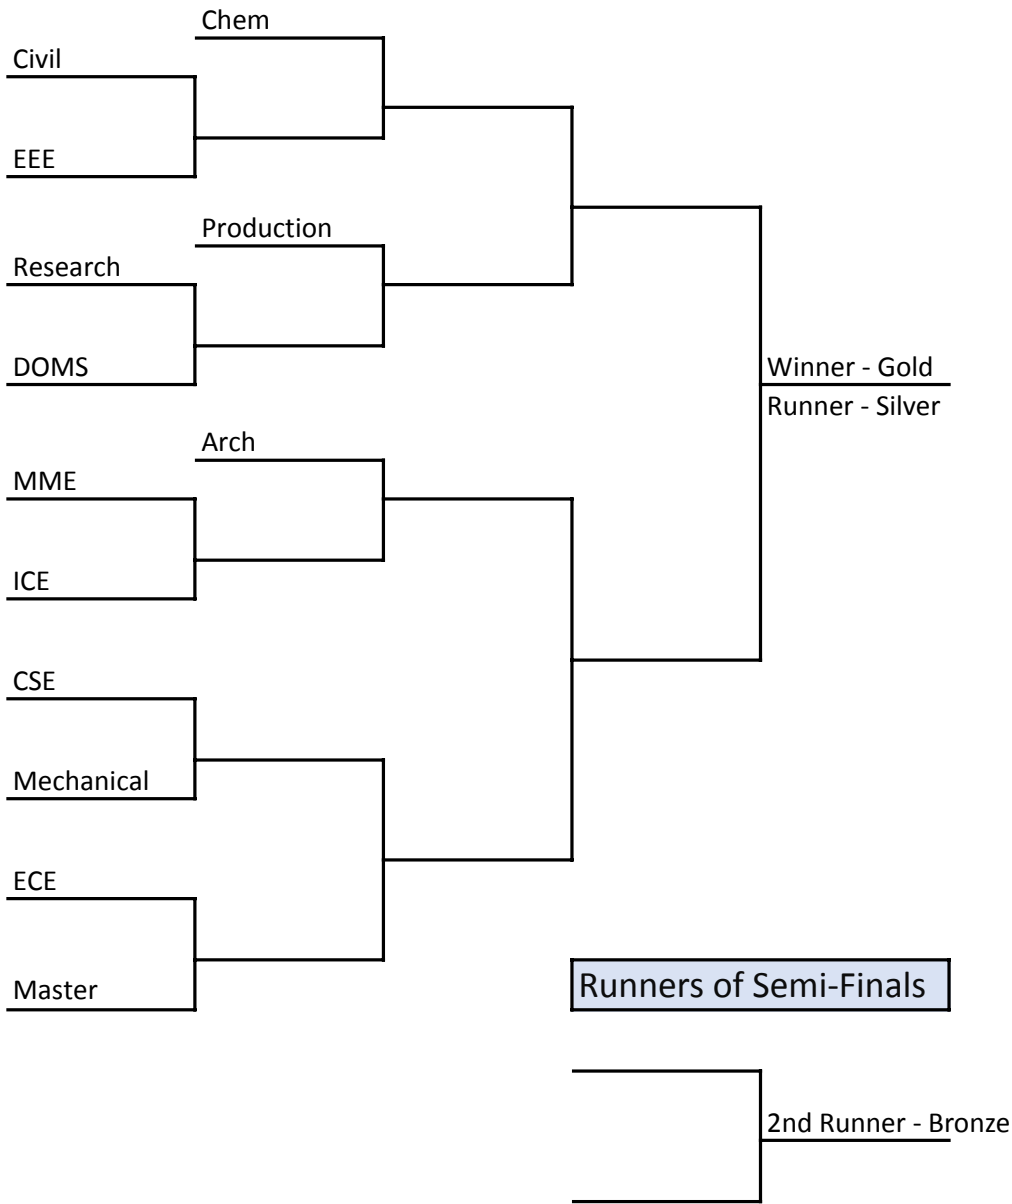 Chem
Civil
EEE
Production
Research
DOMS
Winner - Gold
Runner - Silver
Arch
MME
ICE
CSE
Mechanical
ECE
Master
Runners of Semi-Finals
2nd Runner - Bronze